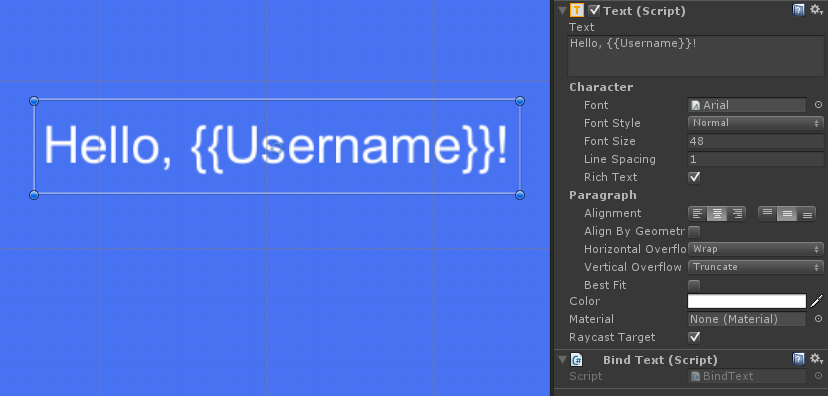 Hello, {{Username}}!
Text (Script)
Text
Hello, {{Username}}!
Character
Font Arial
Font Style Normal
Font Size 48
Line Spacing 1
Rich Text
Paragraph
Alignment
Align By Geometr
Horizontal Overflo Wrap
Vertical Overflow Truncate
Best Fit
Color
Material None (Material)
Raycast Target
Bind Text (Script)
Script BindText